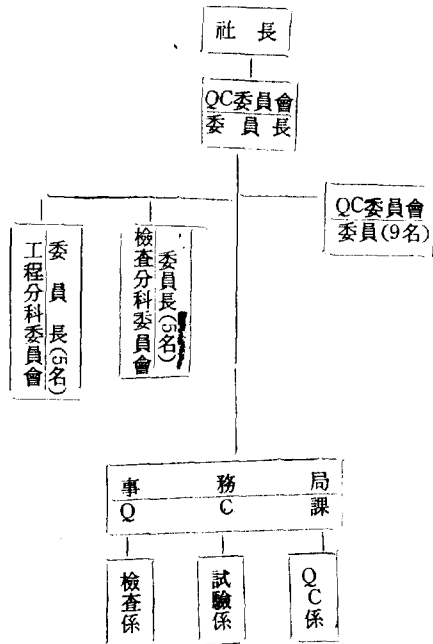 社長
QC委員會
委員長
QC委員會
委員(9名)
委員長(5名)
檢查分科委員會
委員長(5名)
工程分科委員會
事務局
QC課
QC係
試驗係
檢查係